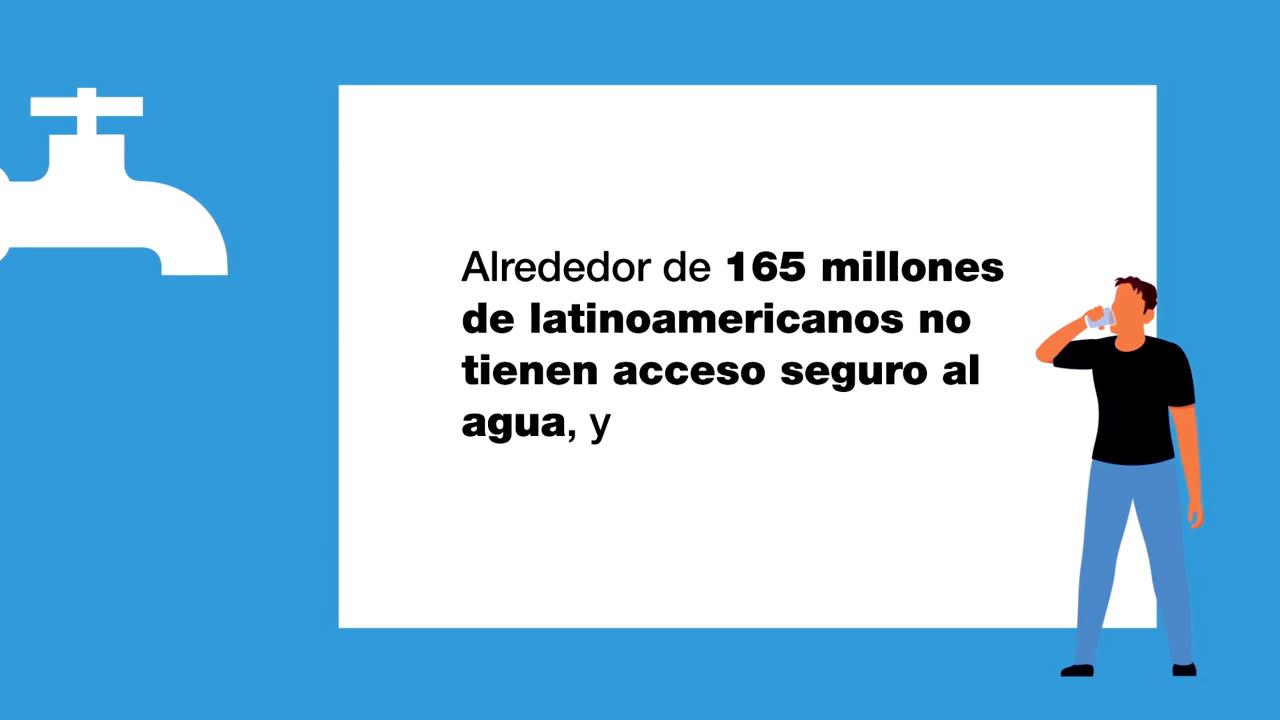 Alrededor de 165 millones
de latinoamericanos no
tienen acceso seguro al
agua, y